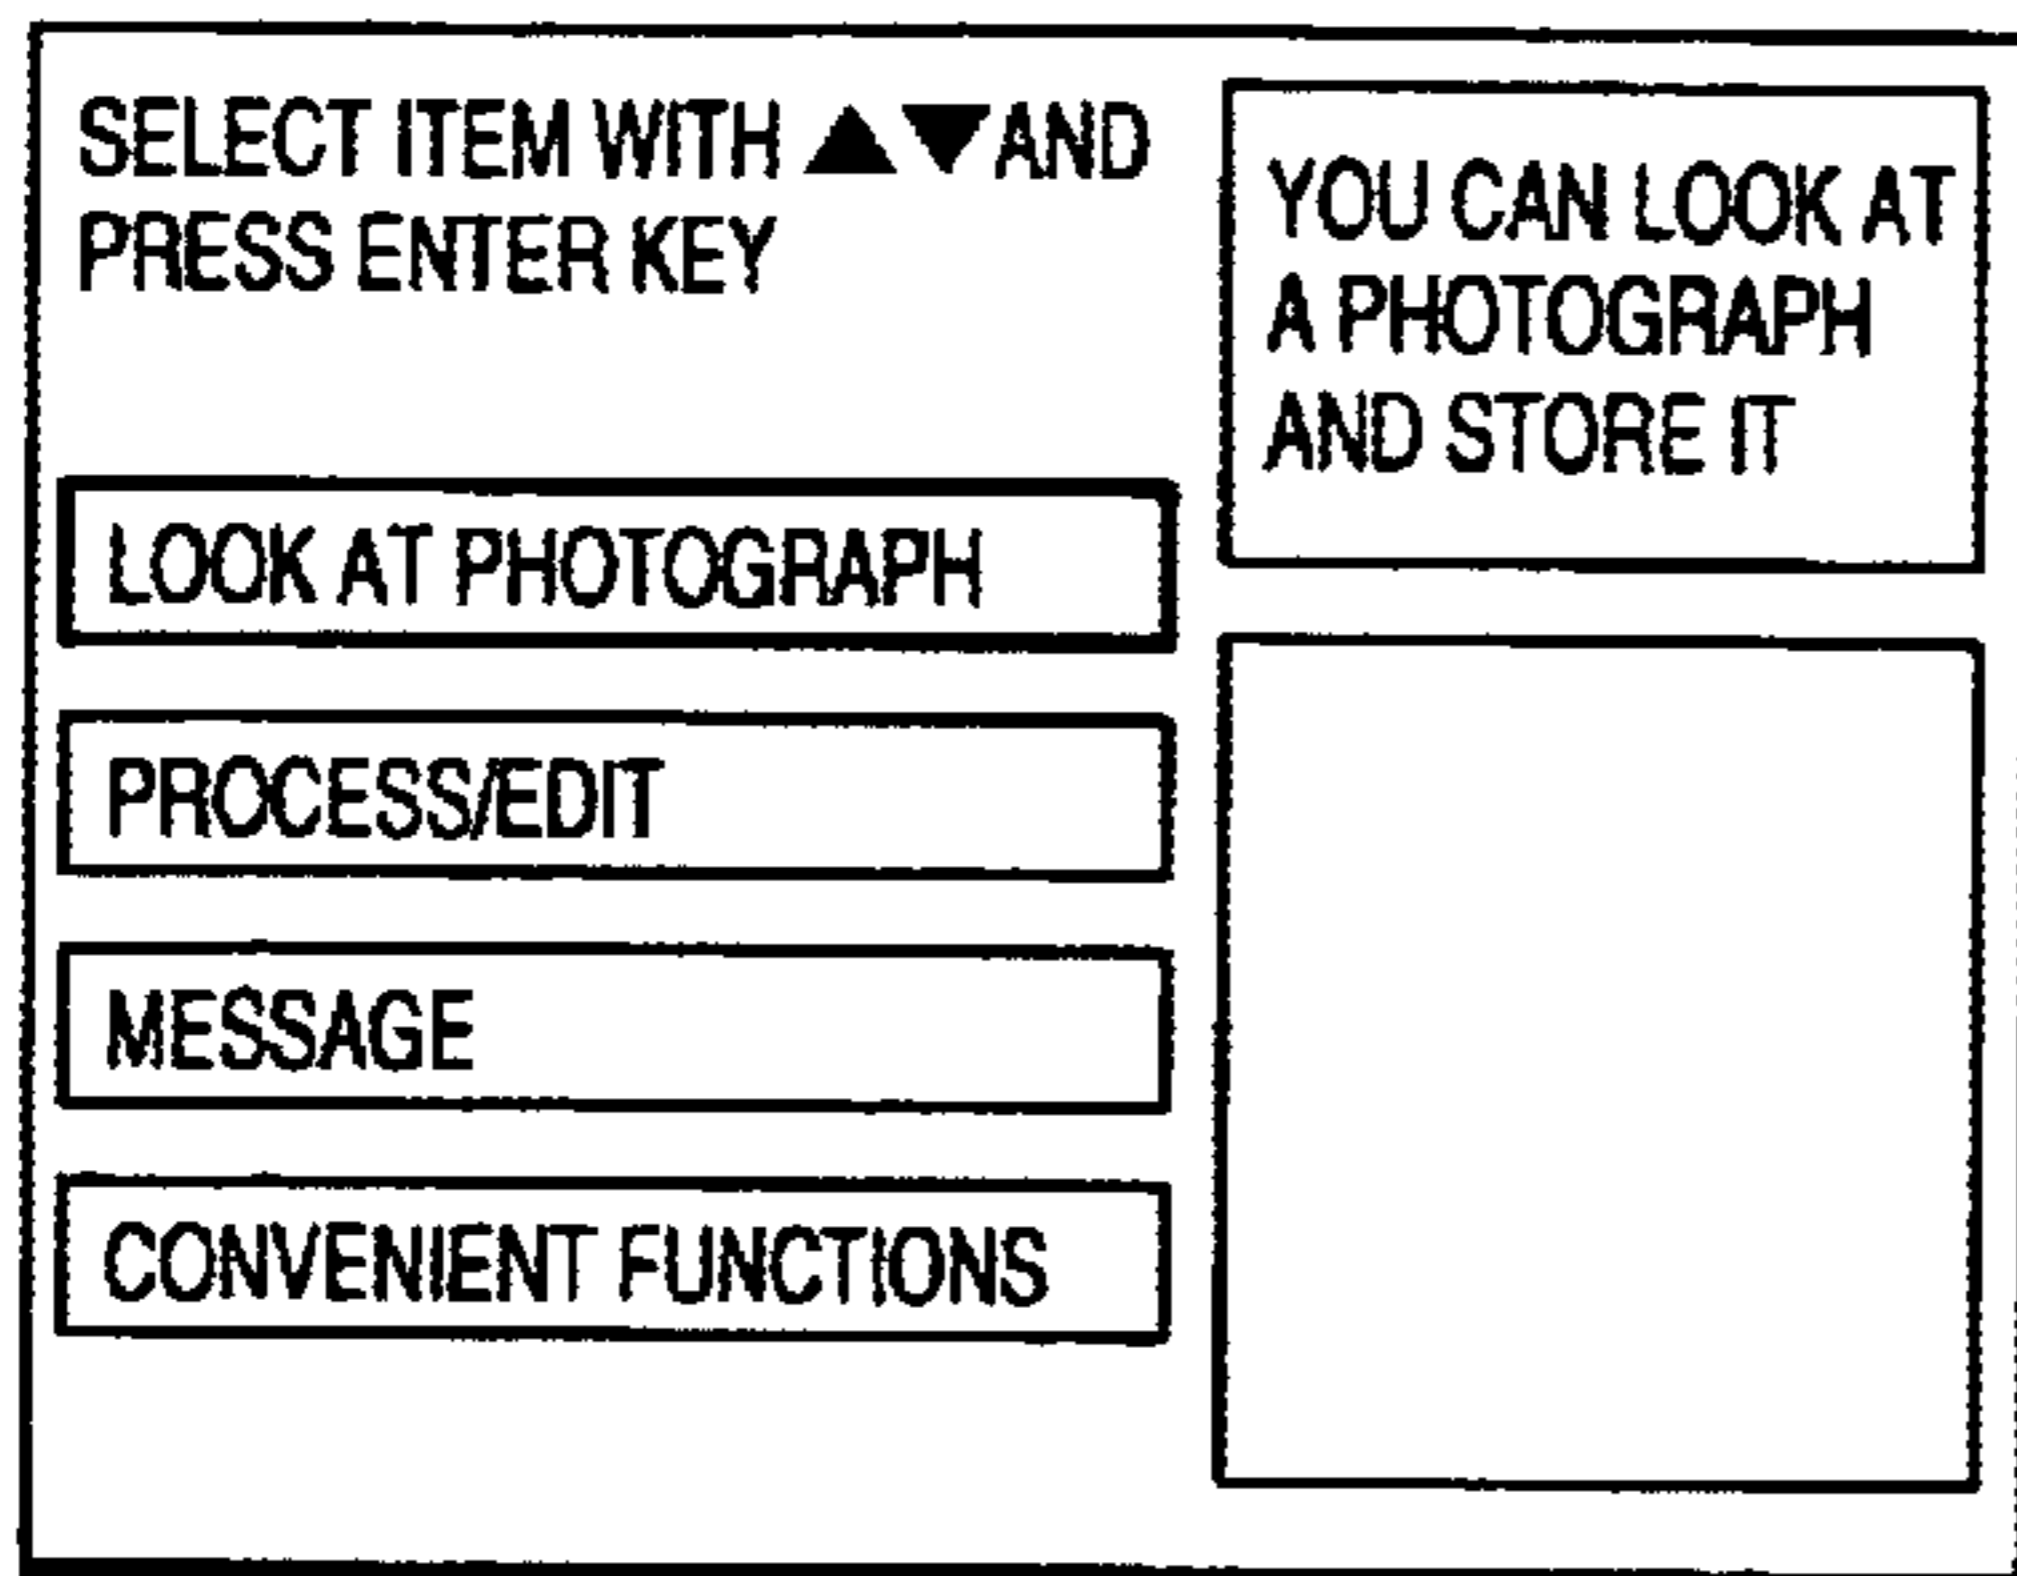 SELECT ITEM WITH ▲▼AND
PRESS ENTER KEY
LOOK AT PHOTOGRAPH
PROCESS/EDIT
MESSAGE
CONVENIENT FUNCTIONS
YOU CAN LOOK AT
A PHOTOGRAPH
AND STORE IT